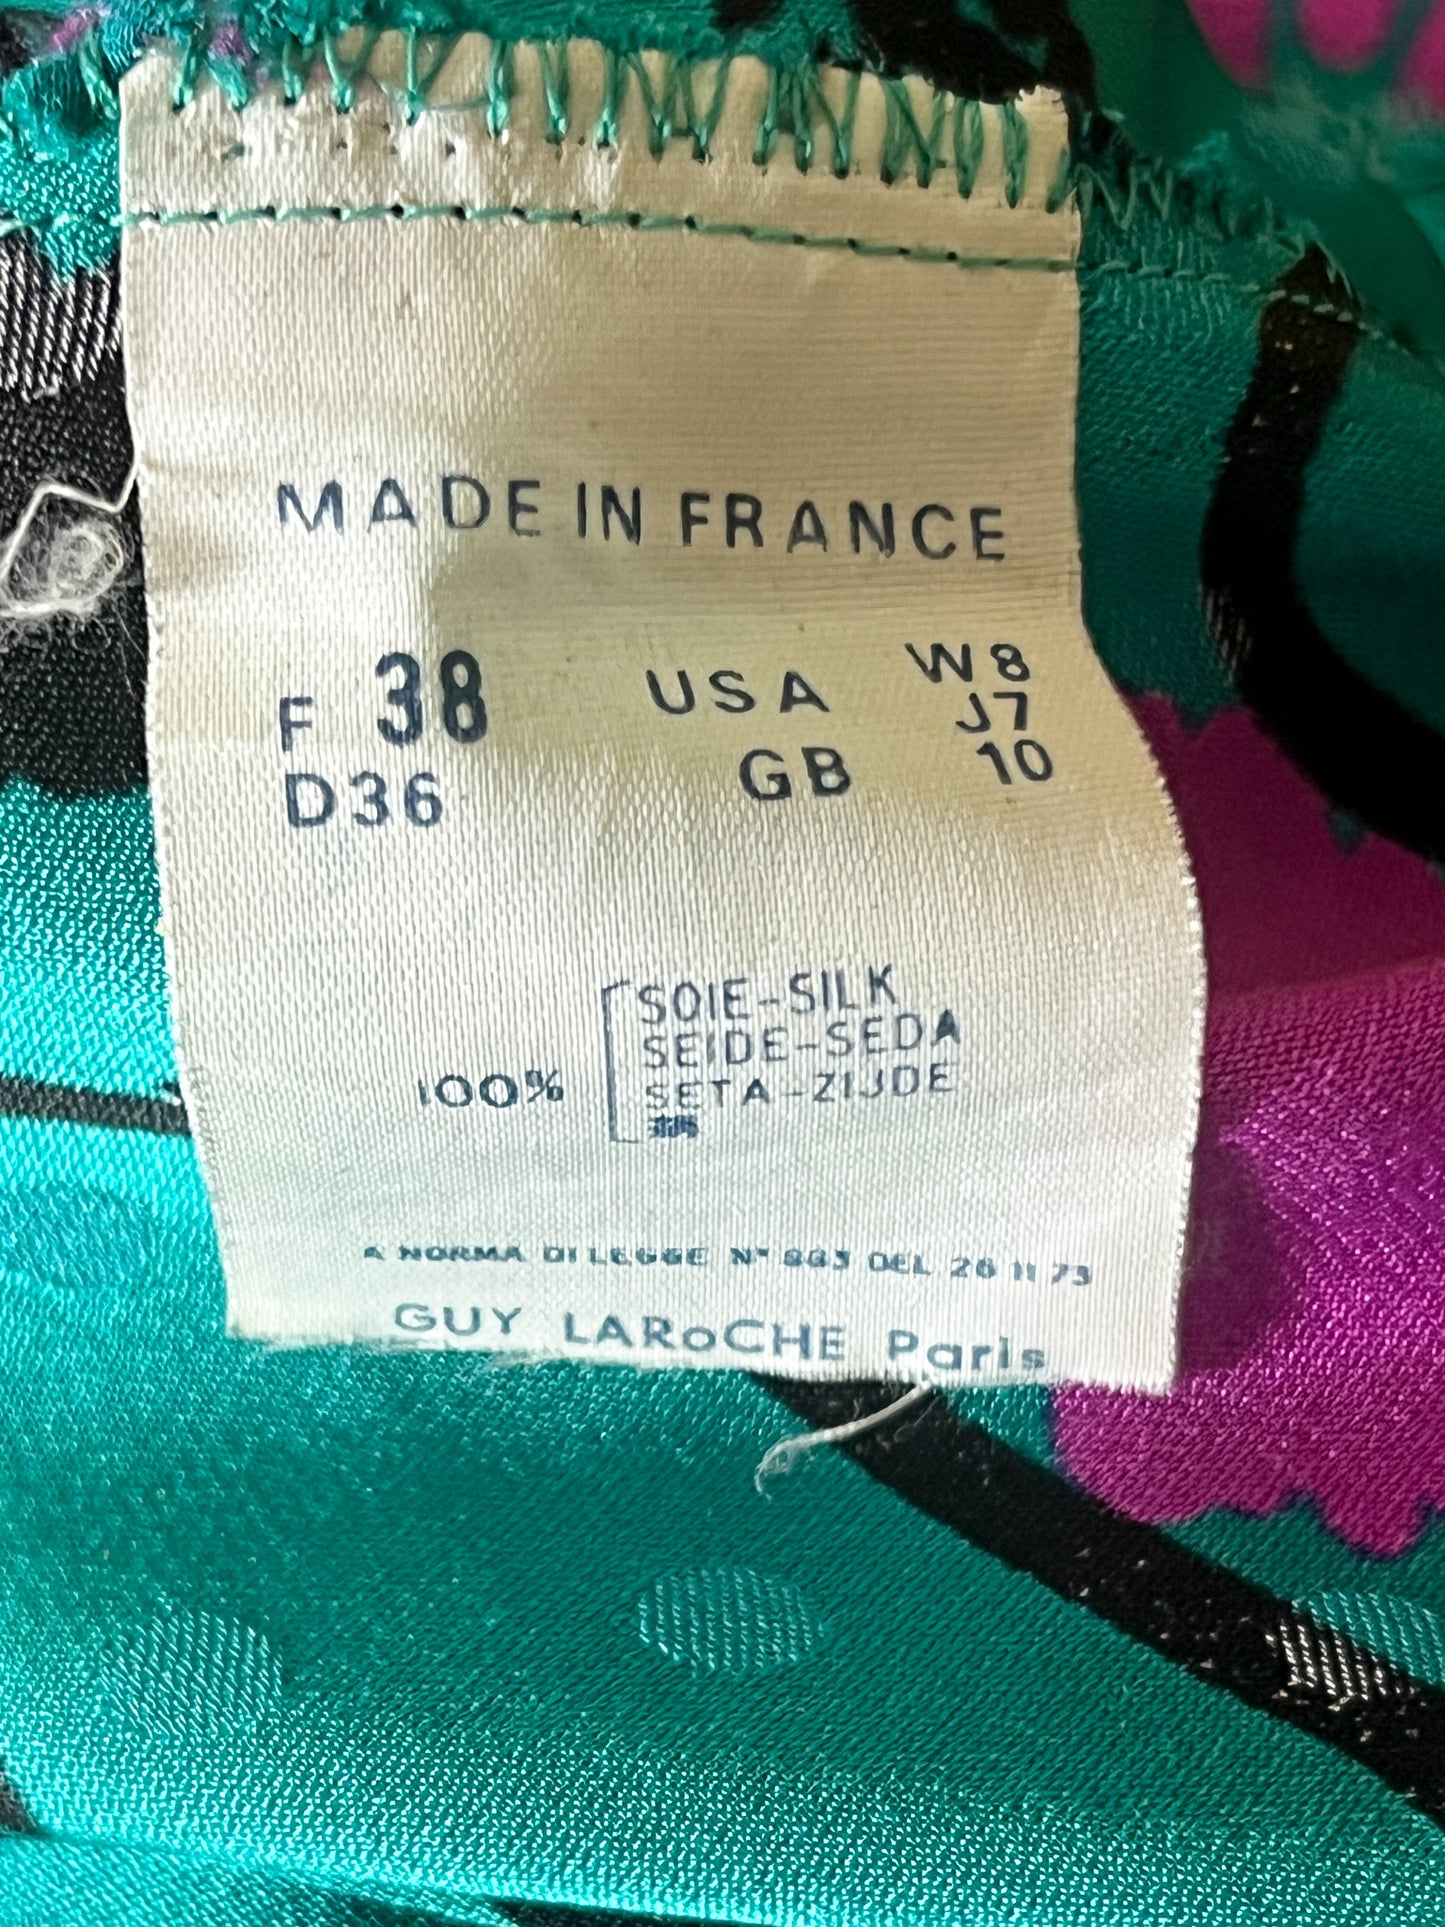 MADE IN FRANCE
F 38 USA W8
J7
D36 GB 10
SOIE-SILK
SEIDE-SEDA
100% SETA-ZIJDE
A NORMA DI LEGGE N° 883 DEL 26 11 73
GUY LAROCHE Paris